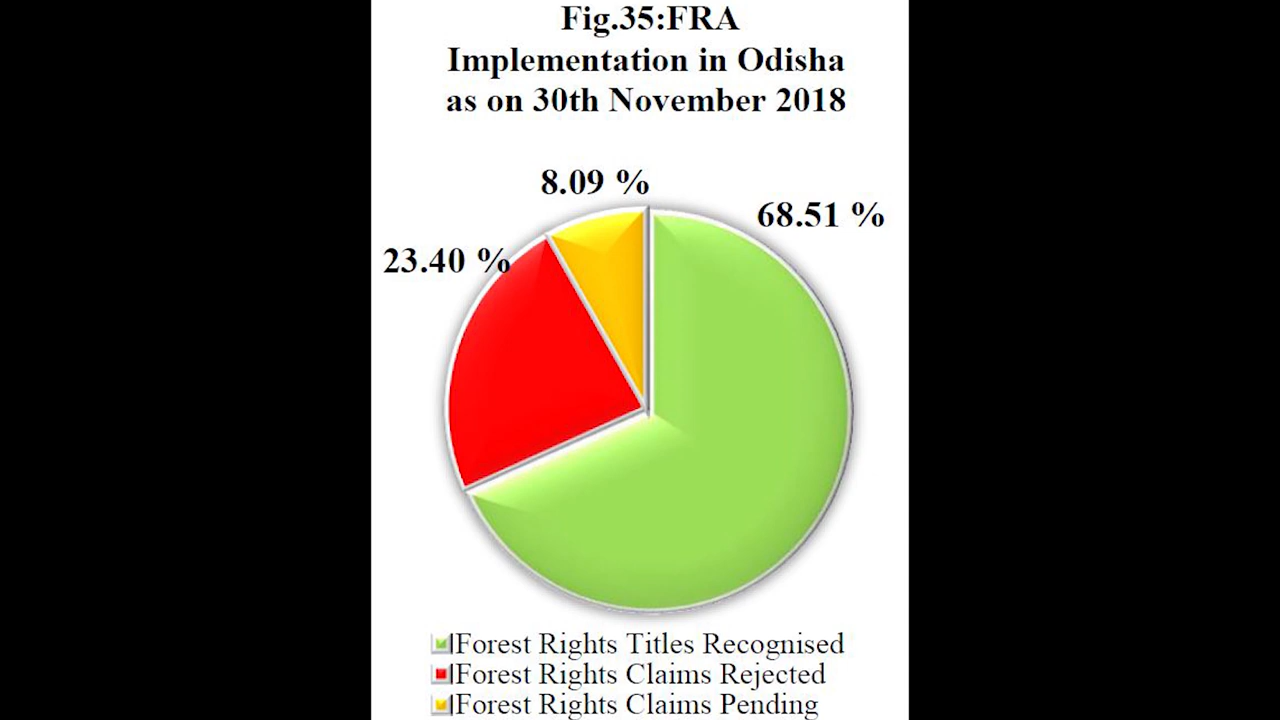 Fig.35:FRA
Implementation in Odisha
as on 30th November 2018
8.09 %
68.51 %
23.40 %
Forest Rights Titles Recognised
Forest Rights Claims Rejected
Forest Rights Claims Pending